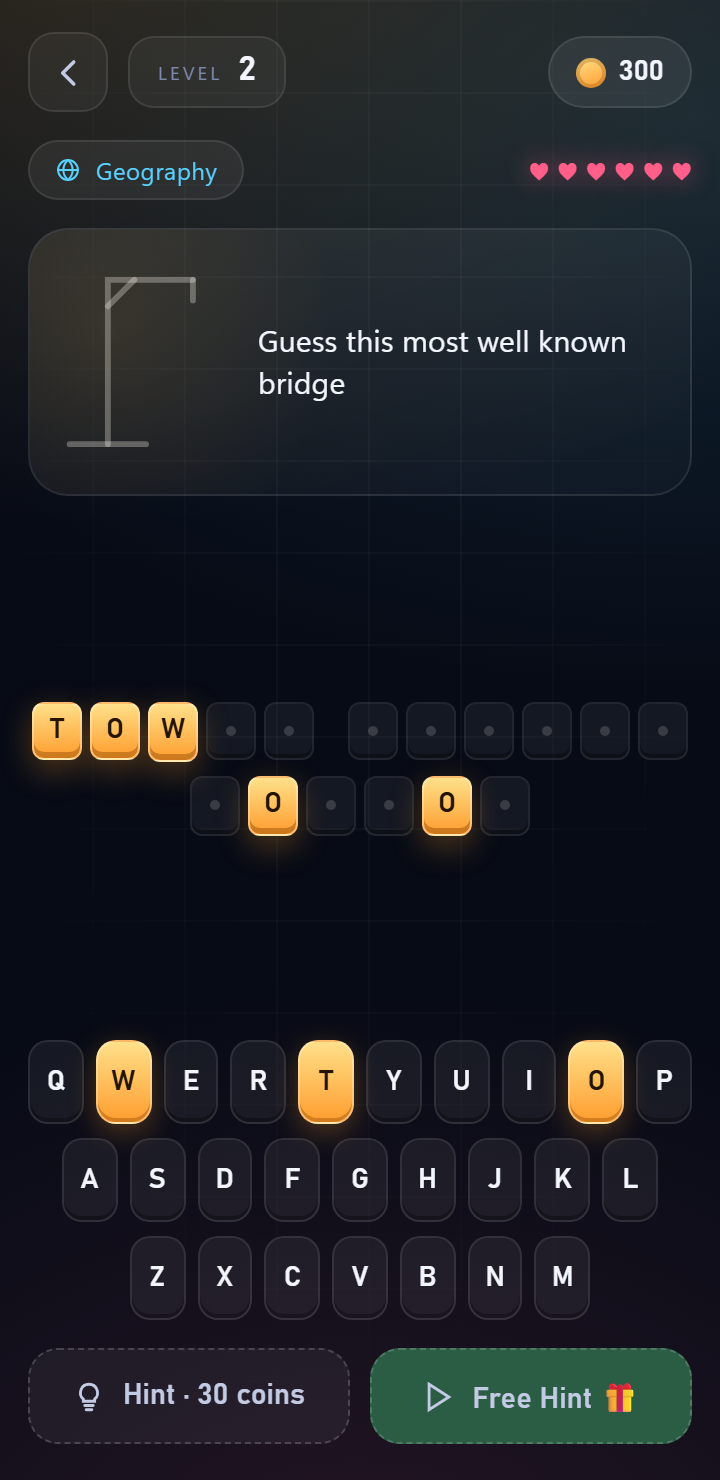 LEVEL 2
300
Geography
Guess this most well known
bridge
T O W
O O
Q W E R T Y U I O P
A S D F G H J K L
Z X C V B N M
Hint · 30 coins
Free Hint